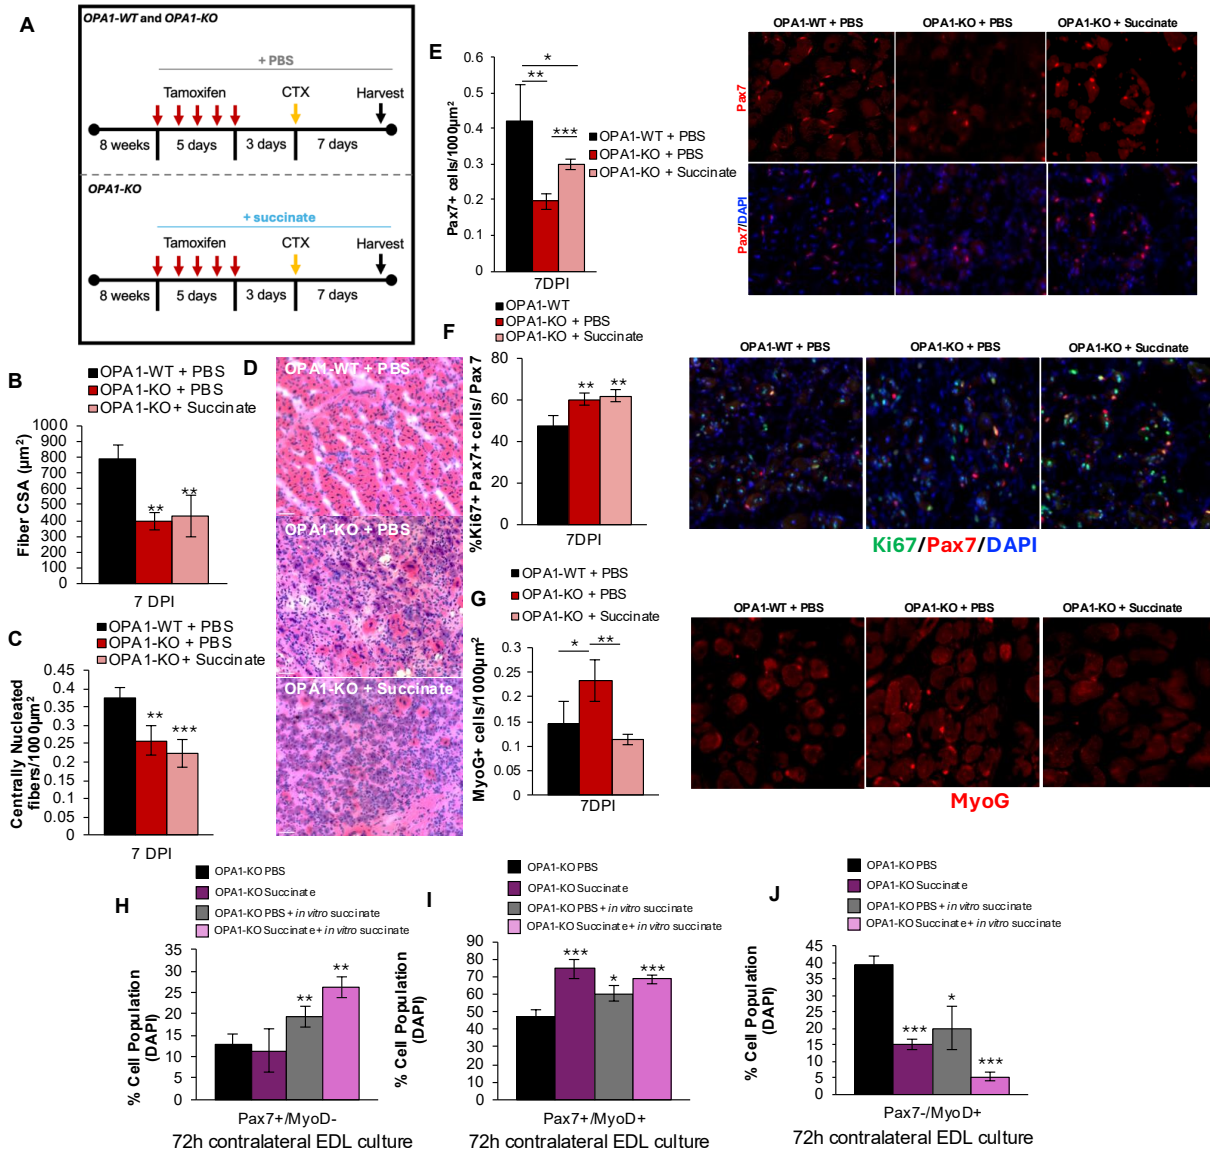 A
OPA1-WT and OPA1-KO
+ PBS
Tamoxifen
CTX
Harvest
8 weeks
5 days
3 days
7 days
OPA1-KO
+ succinate
Tamoxifen
CTX
Harvest
8 weeks
5 days
3 days
7 days
B
OPA1-WT + PBS
OPA1-KO + PBS
OPA1-KO + Succinate
Fiber CSA (µm²)
1000
900
800
700
600
500
400
300
200
100
0
**
**
7 DPI
C
OPA1-WT + PBS
OPA1-KO + PBS
OPA1-KO + Succinate
Centrally Nucleated
fibers/1000µm²
0.45
0.4
0.35
0.3
0.25
0.2
0.15
0.1
0.05
0
**
***
7 DPI
D
OPA1-WT + PBS
OPA1-KO + PBS
OPA1-KO + Succinate
E
Pax7+ cells/1000µm²
0.6
0.5
0.4
0.3
0.2
0.1
0
*
**
***
7DPI
OPA1-WT + PBS
OPA1-KO + PBS
OPA1-KO + Succinate
OPA1-WT + PBS
OPA1-KO + PBS
OPA1-KO + Succinate
Pax7
Pax7/DAPI
F
OPA1-WT
OPA1-KO + PBS
OPA1-KO + Succinate
%Ki67+ Pax7+ cells/ Pax7
80
60
40
20
0
**
**
7DPI
OPA1-WT + PBS
OPA1-KO + PBS
OPA1-KO + Succinate
Ki67/Pax7/DAPI
G
OPA1-WT + PBS
OPA1-KO + PBS
OPA1-KO + Succinate
MyoG+ cells/1000µm²
0.3
0.25
0.2
0.15
0.1
0.05
0
*
**
7DPI
OPA1-WT + PBS
OPA1-KO + PBS
OPA1-KO + Succinate
MyoG
H
OPA1-KO PBS
OPA1-KO Succinate
OPA1-KO PBS + in vitro succinate
OPA1-KO Succinate + in vitro succinate
% Cell Population
(DAPI)
35
30
25
20
15
10
5
0
**
**
Pax7+/MyoD-
72h contralateral EDL culture
I
OPA1-KO PBS
OPA1-KO Succinate
OPA1-KO PBS + in vitro succinate
OPA1-KO Succinate + in vitro succinate
% Cell Population
(DAPI)
90
80
70
60
50
40
30
20
10
0
***
*
***
Pax7+/MyoD+
72h contralateral EDL culture
J
OPA1-KO PBS
OPA1-KO Succinate
OPA1-KO PBS + in vitro succinate
OPA1-KO Succinate + in vitro succinate
% Cell Population
(DAPI)
45
40
35
30
25
20
15
10
5
0
***
*
***
Pax7-/MyoD+
72h contralateral EDL culture